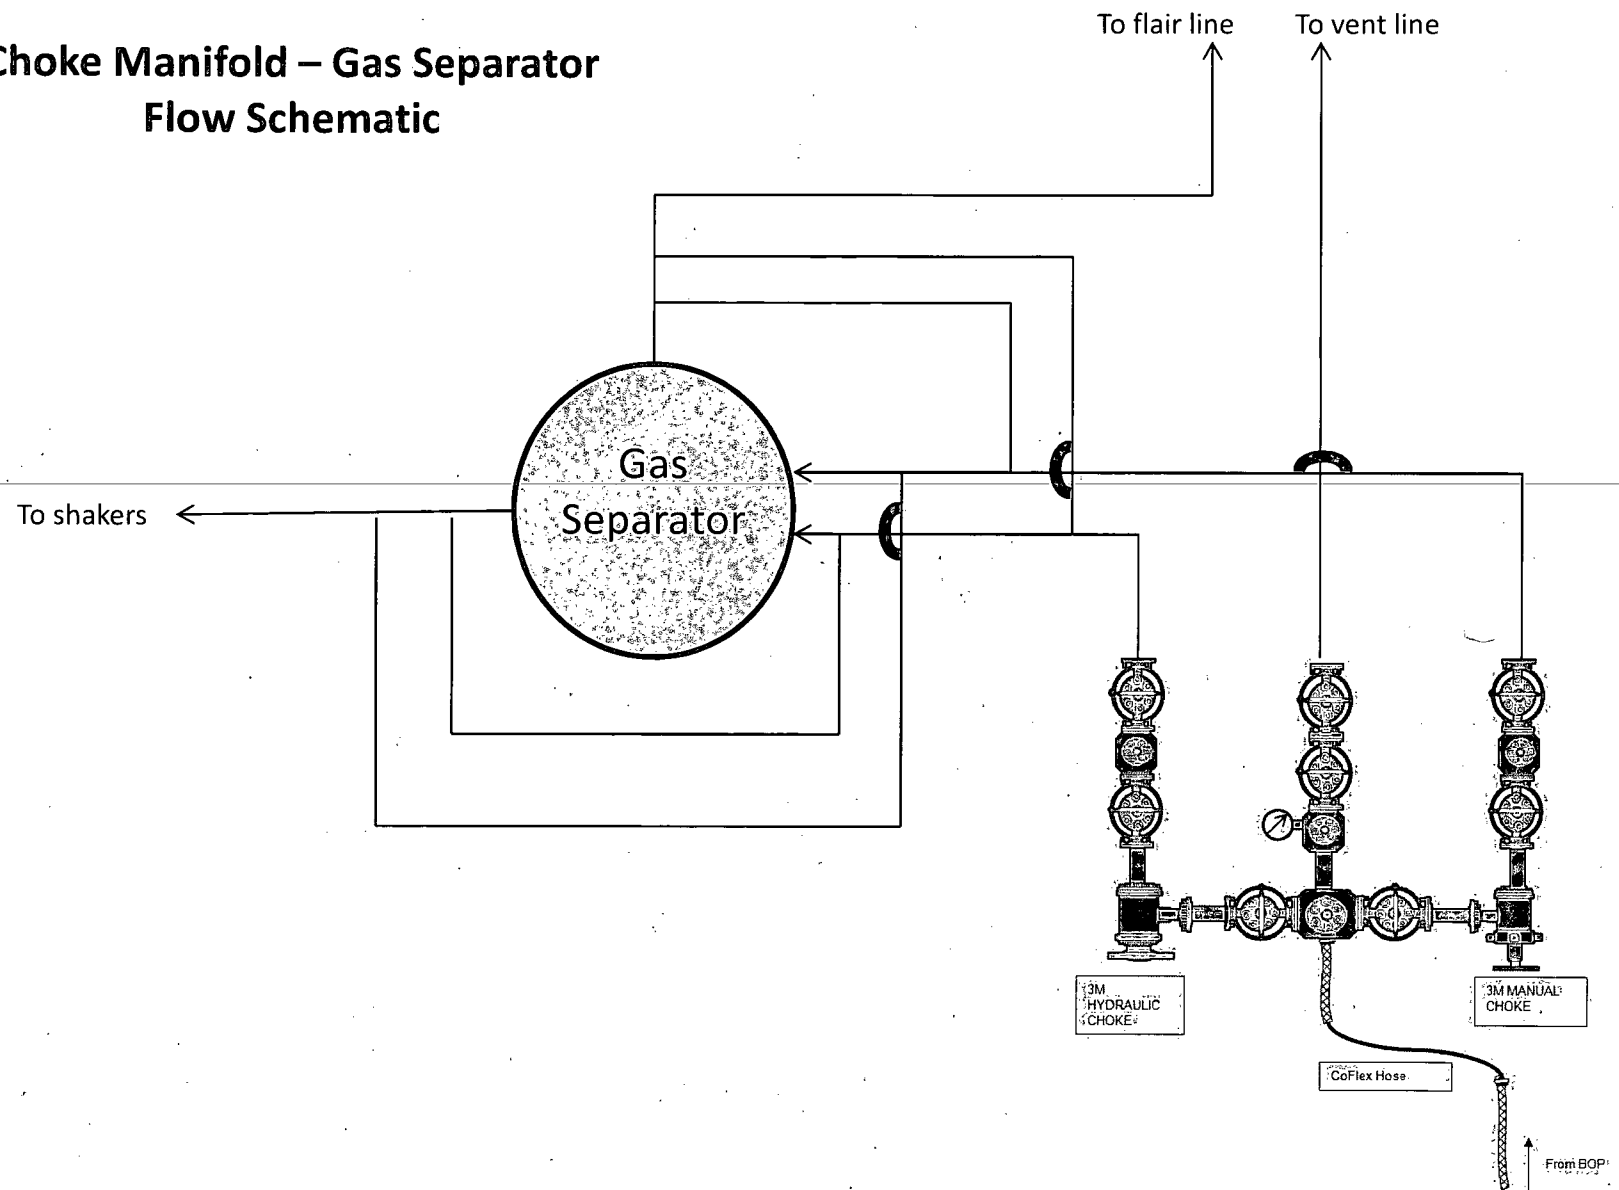 Choke Manifold – Gas Separator
Flow Schematic
To flair line
To vent line
Gas
Separator
To shakers
3M
HYDRAULIC
CHOKE
3M MANUAL
CHOKE
CoFlex Hose
From BOP